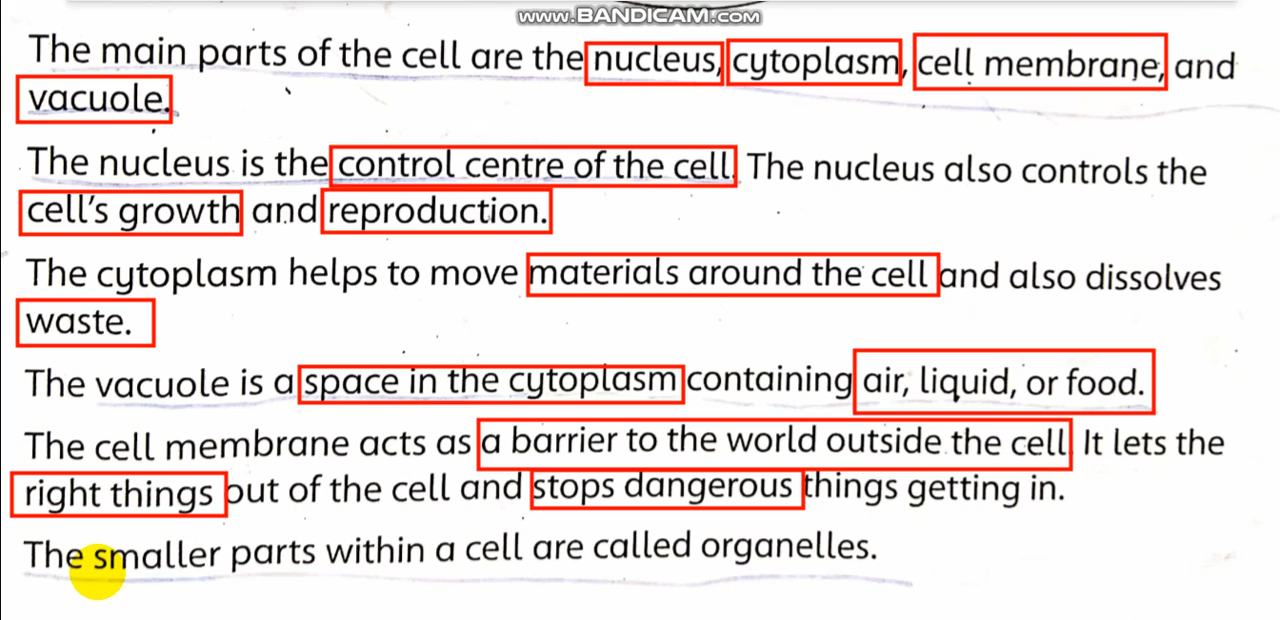 www.BANDICAM.com
The main parts of the cell are the nucleus, cytoplasm, cell membrane, and
vacuole.
The nucleus is the control centre of the cell. The nucleus also controls the
cell's growth and reproduction.
The cytoplasm helps to move materials around the cell and also dissolves
waste.
The vacuole is a space in the cytoplasm containing air, liquid, or food.
The cell membrane acts as a barrier to the world outside the cell. It lets the
right things out of the cell and stops dangerous things getting in.
The smaller parts within a cell are called organelles.